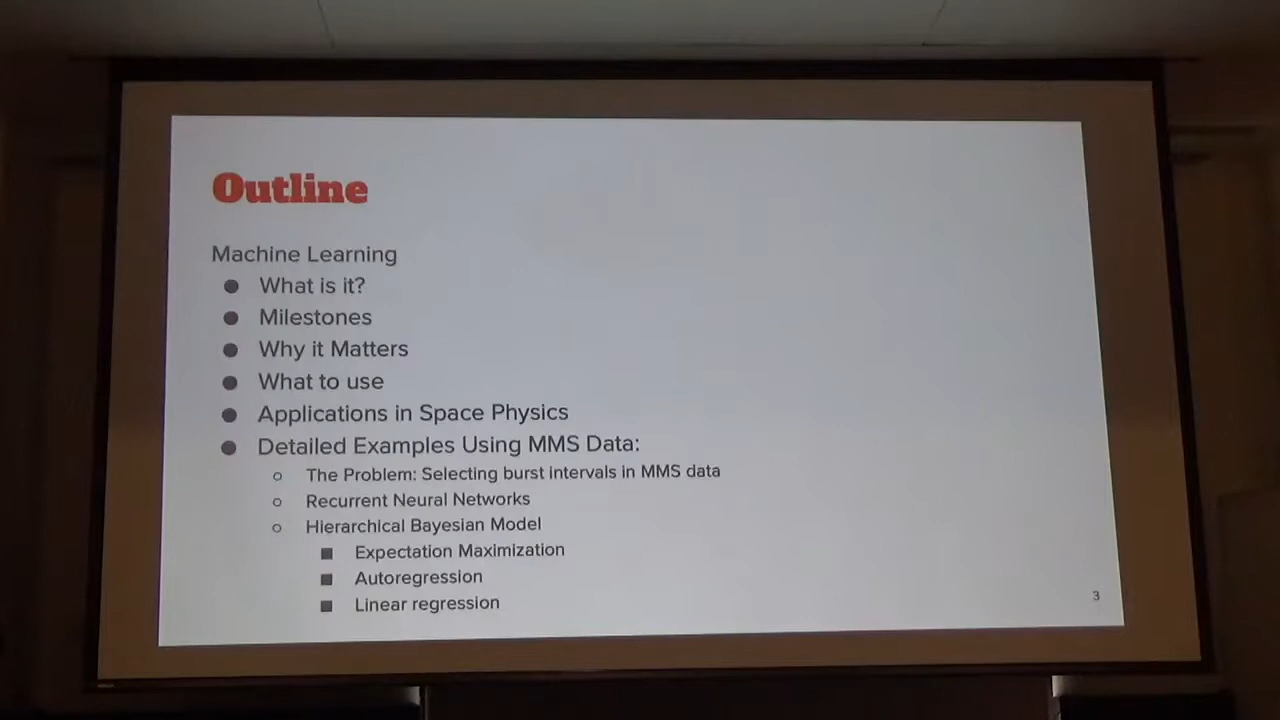 Outline
Machine Learning
● What is it?
● Milestones
● Why it Matters
● What to use
● Applications in Space Physics
● Detailed Examples Using MMS Data:
○ The Problem: Selecting burst intervals in MMS data
○ Recurrent Neural Networks
○ Hierarchical Bayesian Model
■ Expectation Maximization
■ Autoregression
■ Linear regression
3